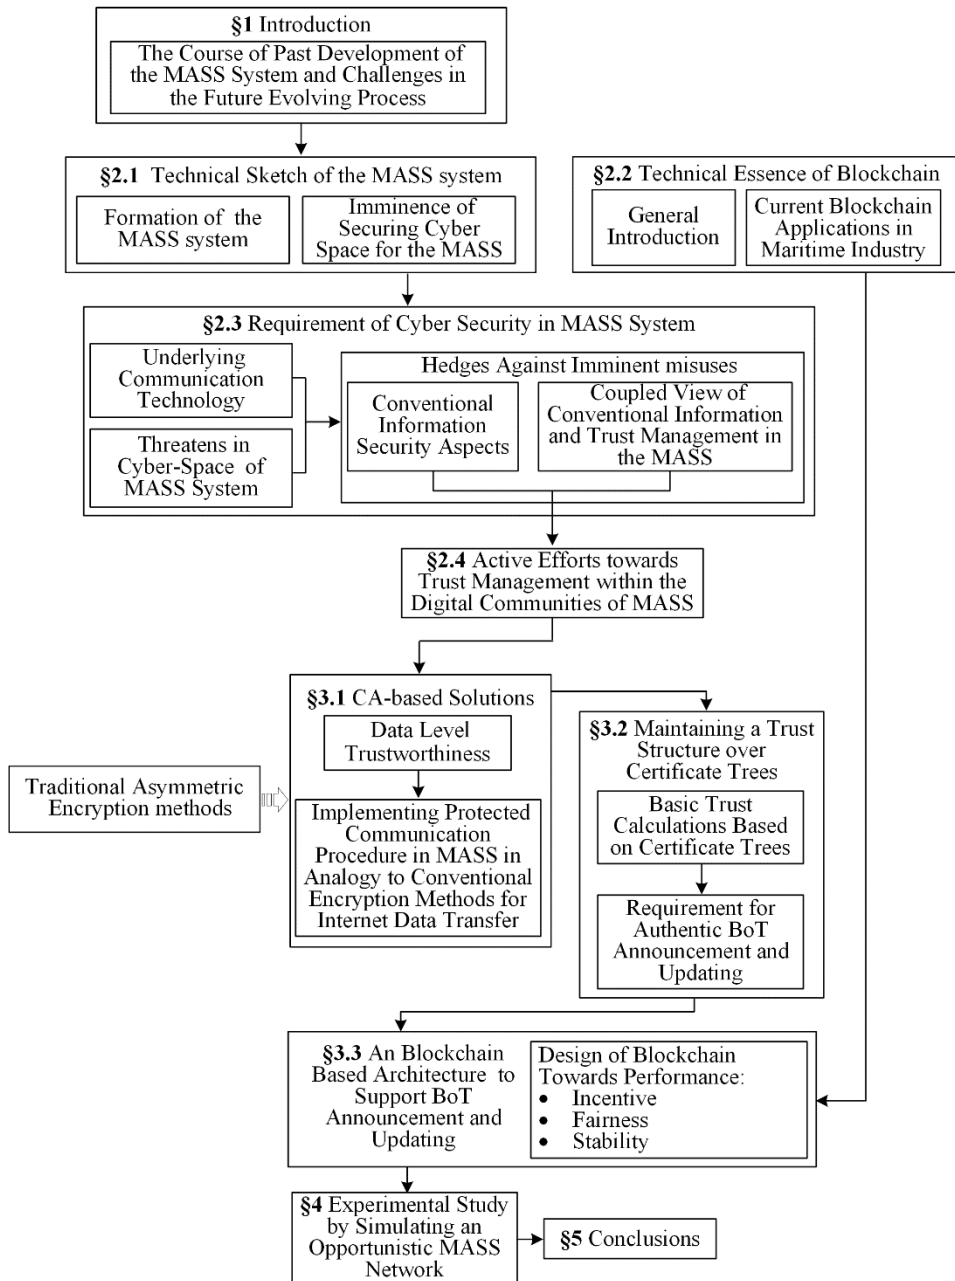 §1 Introduction
The Course of Past Development of
the MASS System and Challenges in
the Future Evolving Process
§2.1 Technical Sketch of the MASS system
Formation of the
MASS system
Imminence of
Securing Cyber
Space for the MASS
§2.2 Technical Essence of Blockchain
General
Introduction
Current Blockchain
Applications in
Maritime Industry
§2.3 Requirement of Cyber Security in MASS System
Underlying
Communication
Technology
Threatens in
Cyber-Space of
MASS System
Hedges Against Imminent misuses
Conventional
Information
Security Aspects
Coupled View of
Conventional Information
and Trust Management in
the MASS
§2.4 Active Efforts towards
Trust Management within the
Digital Communities of MASS
§3.1 CA-based Solutions
Data Level
Trustworthiness
Implementing Protected
Communication
Procedure in MASS in
Analogy to Conventional
Encryption Methods for
Internet Data Transfer
Traditional Asymmetric
Encryption methods
§3.2 Maintaining a Trust
Structure over
Certificate Trees
Basic Trust
Calculations Based
on Certificate Trees
Requirement for
Authentic BoT
Announcement and
Updating
§3.3 An Blockchain
Based Architecture to
Support BoT
Announcement and
Updating
Design of Blockchain
Towards Performance:
• Incentive
• Fairness
• Stability
§4 Experimental Study
by Simulating an
Opportunistic MASS
Network
§5 Conclusions